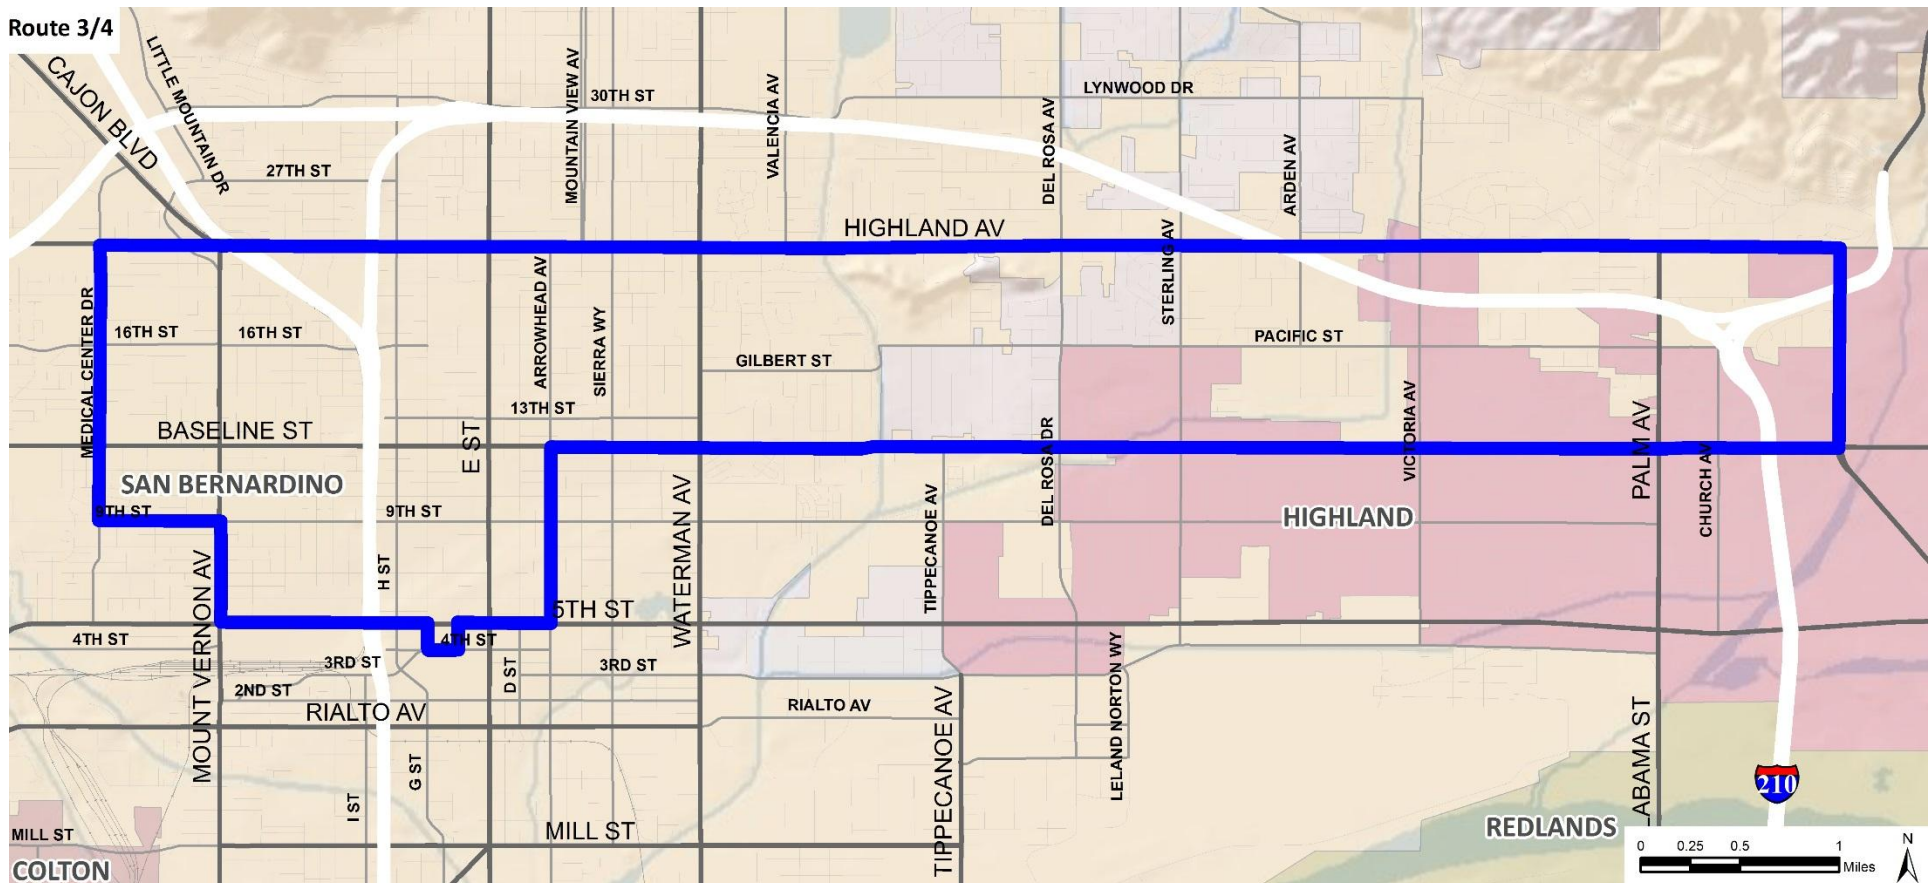 Route 3/4
LITTLE MOUNTAIN DR
CAJON BLVD
MOUNTAIN VIEW AV
30TH ST
VALENCIA AV
LYNWOOD DR
DEL ROSA AV
27TH ST
ARDEN AV
HIGHLAND AV
STERLING AV
MEDICAL CENTER DR
16TH ST
16TH ST
ARROWHEAD AV
SIERRA WY
GILBERT ST
PACIFIC ST
13TH ST
BASELINE ST
E ST
DEL ROSA DR
VICTORIA AV
PALM AV
CHURCH AV
SAN BERNARDINO
9TH ST
9TH ST
WATERMAN AV
TIPPECANOE AV
HIGHLAND
H ST
MOUNT VERNON AV
5TH ST
4TH ST
4TH ST
3RD ST
D ST
3RD ST
2ND ST
RIALTO AV
RIALTO AV
TIPPECANOE AV
LELAND NORTON WY
LABAMA ST
G ST
I ST
210
MILL ST
MILL ST
REDLANDS
COLTON
0 0.25 0.5 1
Miles
N